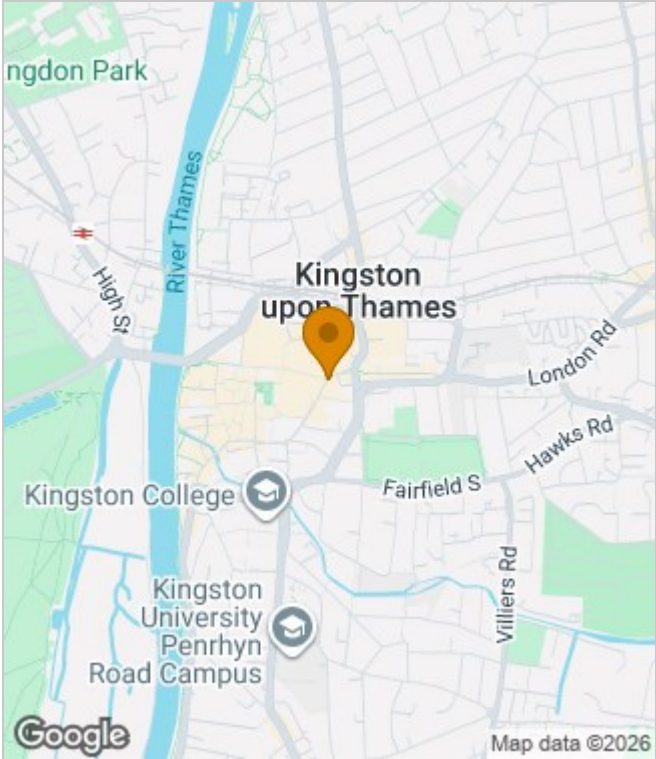 ngdon Park
River Thames
High St
Kingston
upon Thames
London Rd
Hawks Rd
Fairfield S
Kingston College
Villiers Rd
Kingston
University
Penrhyn
Road Campus
Google
Map data ©2026